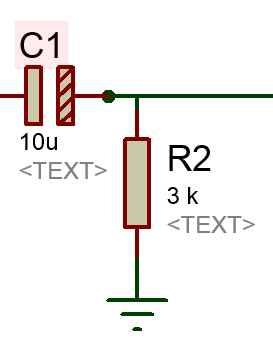 C1
10u
<TEXT>
R2
3 k
<TEXT>